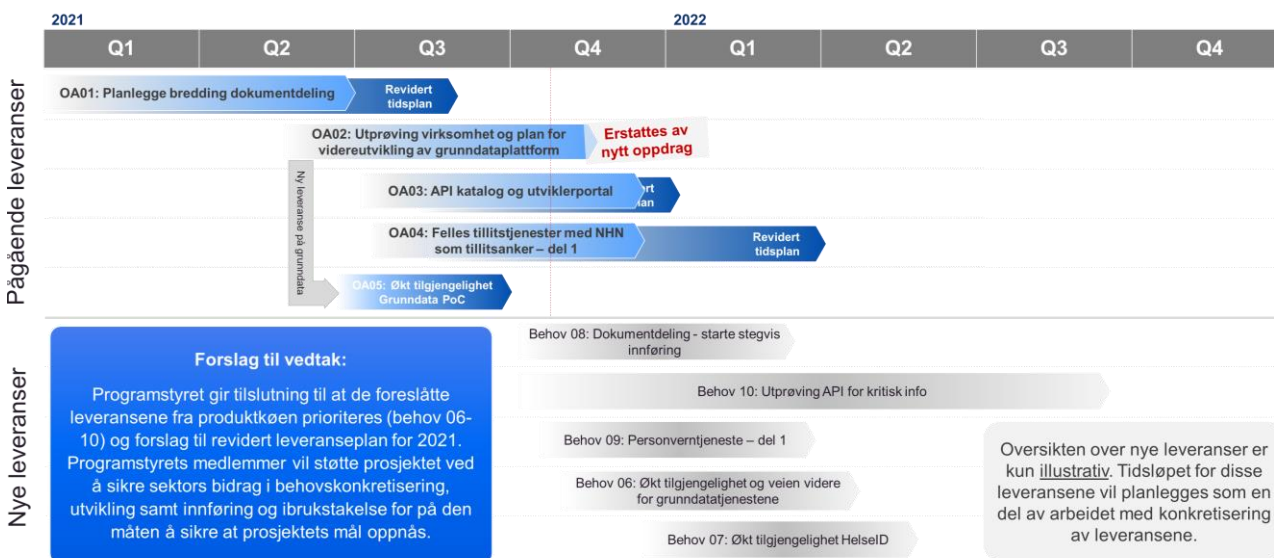 2021
2022
Q1
Q2
Q3
Q4
Q1
Q2
Q3
Q4
Pågående leveranser
OA01: Planlegge bredding dokumentdeling
Revidert
tidsplan
OA02: Utprøving virksomhet og plan for
videreutvikling av grunndataplattform
Erstattes av
nytt oppdrag
Ny leveranse på grunndata
OA03: API katalog og utviklerportal
OA04: Felles tillitstjenester med NHN
som tillitsanker – del 1
Revidert
tidsplan
OA05: Økt tilgjengelighet
Grunndata PoC
Nye leveranser
Forslag til vedtak:
Programstyret gir tilslutning til at de foreslåtte
leveransene fra produktkøen prioriteres (behov 06-
10) og forslag til revidert leveranseplan for 2021.
Programstyrets medlemmer vil støtte prosjektet ved
å sikre sektors bidrag i behovskonkretisering,
utvikling samt innføring og ibrukstakelse for på den
måten å sikre at prosjektets mål oppnås.
Behov 08: Dokumentdeling - starte stegvis
innføring
Behov 10: Utprøving API for kritisk info
Behov 09: Personverntjeneste – del 1
Behov 06: Økt tilgjengelighet og veien videre
for grunndatatjenestene
Behov 07: Økt tilgjengelighet HelseID
Oversikten over nye leveranser er
kun illustrativ. Tidsløpet for disse
leveransene vil planlegges som en
del av arbeidet med konkretisering
av leveransene.